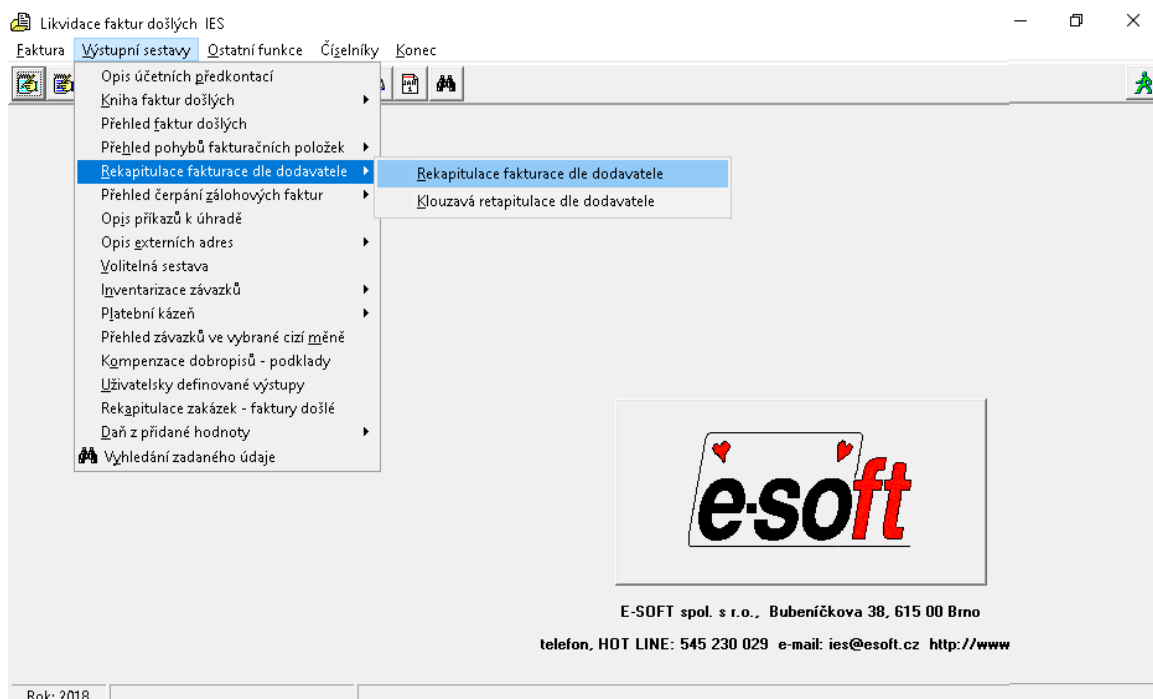 Likvidace faktur došlých IES
Faktura Výstupní sestavy Ostatní funkce Číselníky Konec
Opis účetních předkontací
Kniha faktur došlých
Přehled faktur došlých
Přehled pohybů fakturačních položek
Rekapitulace fakturace dle dodavatele
Rekapitulace fakturace dle dodavatele
Přehled čerpání zálohových faktur
Klouzavá retapitulace dle dodavatele
Opis příkazů k úhradě
Opis externích adres
Volitelná sestava
Inventarizace závazků
Platební kázeň
Přehled závazků ve vybrané cizí měně
Kompenzace dobropisů - podklady
Uživatelsky definované výstupy
Rekapitulace zakázek - faktury došlé
Daň z přidané hodnoty
Vyhledání zadaného údaje
e-soft
E-SOFT spol. s r.o., Bubeníčkova 38, 615 00 Brno
telefon, HOT LINE: 545 230 029 e-mail: ies@esoft.cz http://www
Rok: 2018